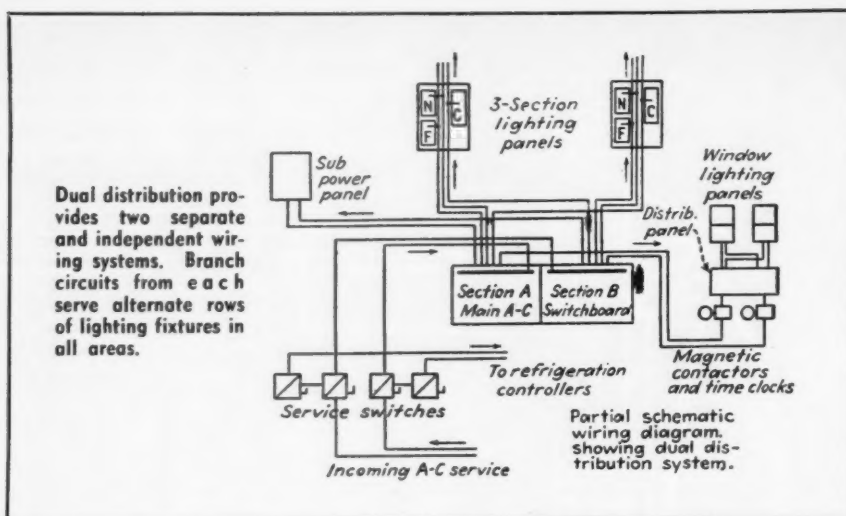 Dual distribution pro-
vides two separate
and independent wir-
ing systems. Branch
circuits from each
serve alternate rows
of lighting fixtures in
all areas.
N
C
F
3-Section
lighting
panels
N
C
F
Sub
power
panel
Window
lighting
panels
Distrib.
panel
Section A
Main A-C
Section B
Switchboard
To refrigeration
controllers
Magnetic
contactors
and time clocks
Service switches
Incoming A-C service
Partial schematic
wiring diagram.
showing dual dis-
tribution system.